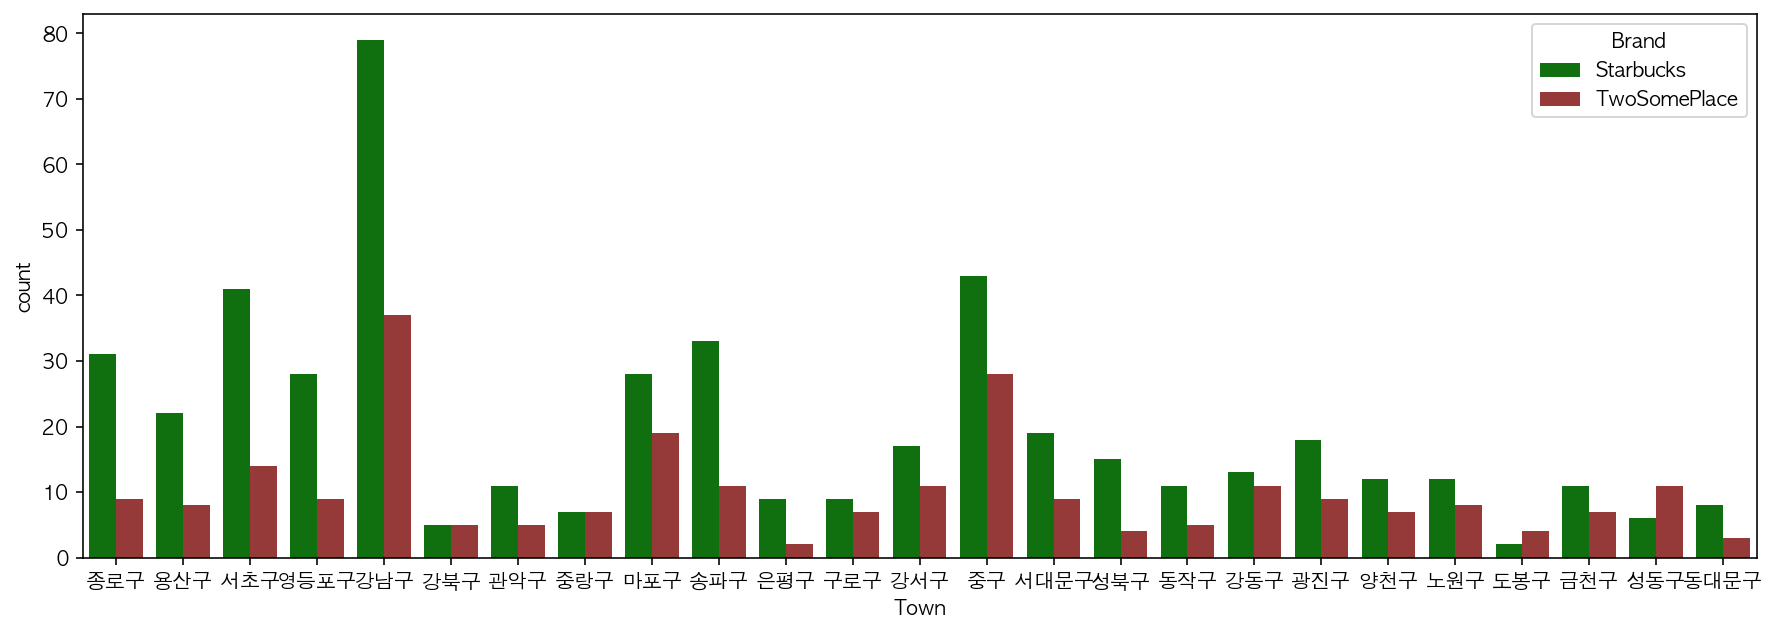 Brand
Starbucks
TwoSomePlace
80
70
60
50
40
30
20
10
0
count
종로구 용산구 서초구 영등포구 강남구 강북구 관악구 중랑구 마포구 송파구 은평구 구로구 강서구 중구 서대문구 성북구 동작구 강동구 광진구 양천구 노원구 도봉구 금천구 성동구 동대문구
Town